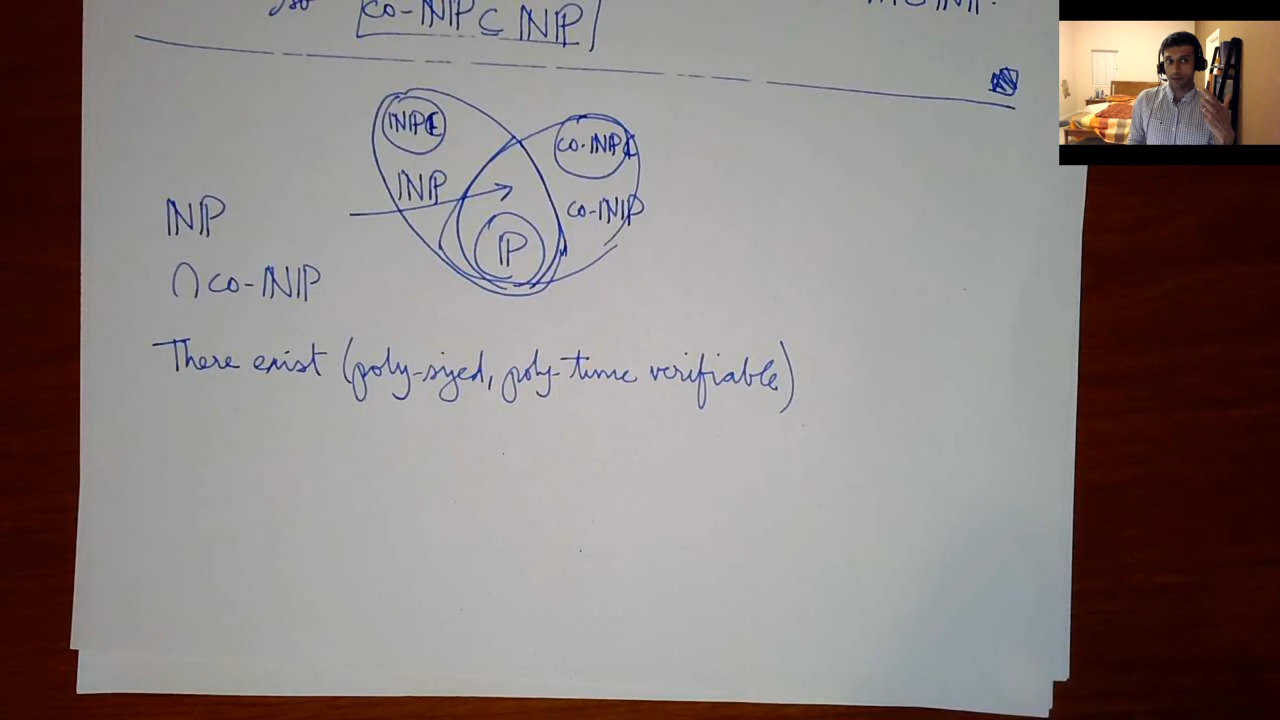 co-NP ⊂ NP
NPC
co-NPC
NP
co-NP
P
NP
∩ co-NP
There exist (poly-sized, poly-time verifiable)